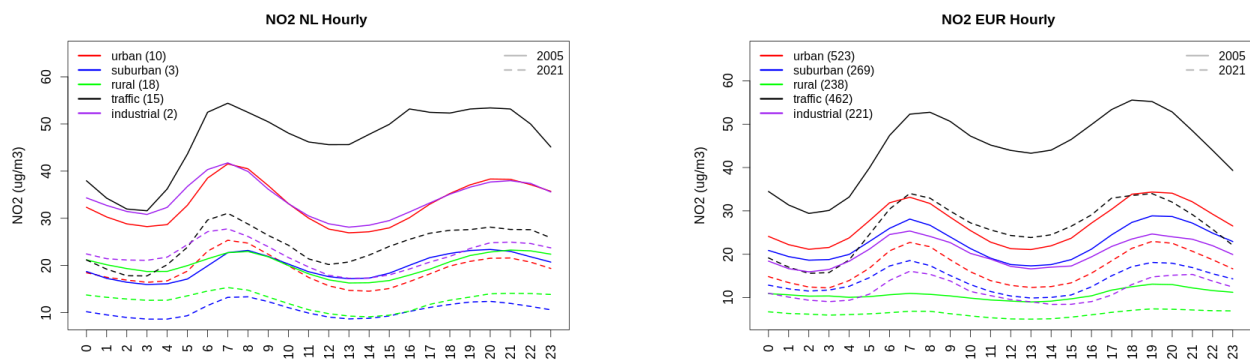 NO2 NL Hourly
NO2 (ug/m3)
60
50
40
30
20
10
urban (10)
suburban (3)
rural (18)
traffic (15)
industrial (2)
2005
2021
0 1 2 3 4 5 6 7 8 9 10 11 12 13 14 15 16 17 18 19 20 21 22 23
NO2 EUR Hourly
NO2 (ug/m3)
60
50
40
30
20
10
urban (523)
suburban (269)
rural (238)
traffic (462)
industrial (221)
2005
2021
0 1 2 3 4 5 6 7 8 9 10 11 12 13 14 15 16 17 18 19 20 21 22 23